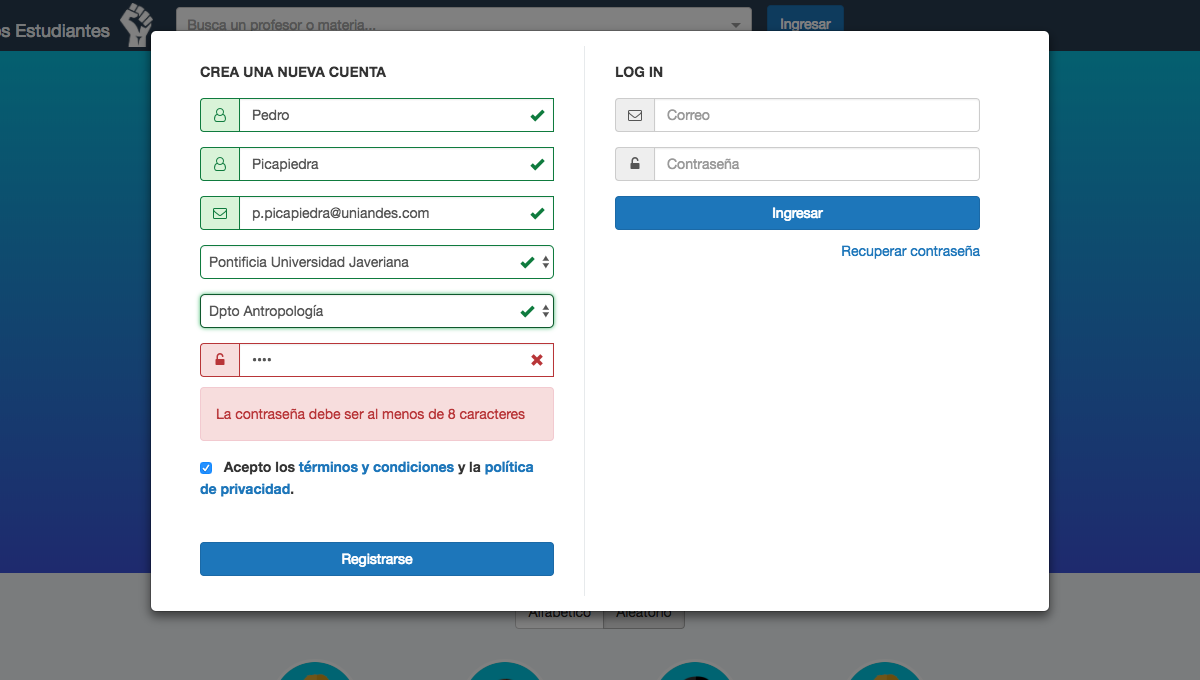 s Estudiantes
Busca un profesor o materia...
Ingresar
CREA UNA NUEVA CUENTA
Pedro
Picapiedra
p.picapiedra@uniandes.com
Pontificia Universidad Javeriana
Dpto Antropología
••••
La contraseña debe ser al menos de 8 caracteres
Acepto los términos y condiciones y la política
de privacidad.
Registrarse
LOG IN
Correo
Contraseña
Ingresar
Recuperar contraseña
Alfabético
Aleatorio